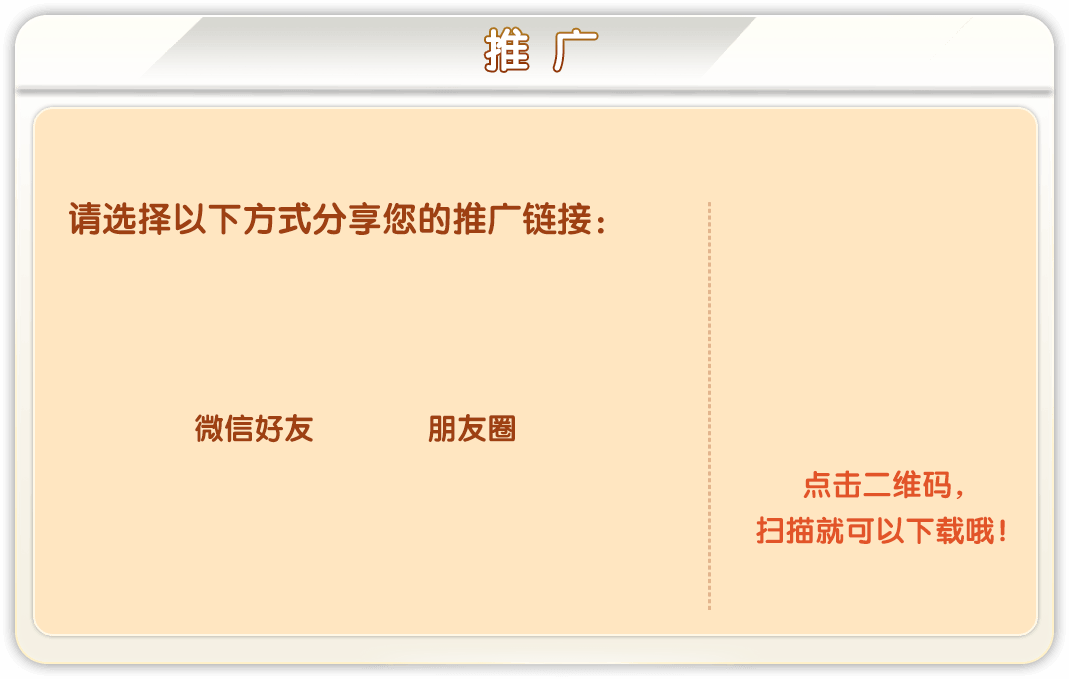 推广
请选择以下方式分享您的推广链接：
微信好友
朋友圈
点击二维码，
扫描就可以下载哦！